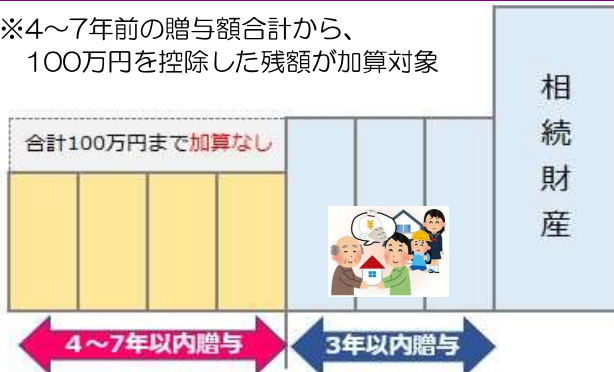 ※4～7年前の贈与額合計から、
100万円を控除した残額が加算対象
合計100万円まで加算なし
相続財産
4～7年以内贈与
3年以内贈与